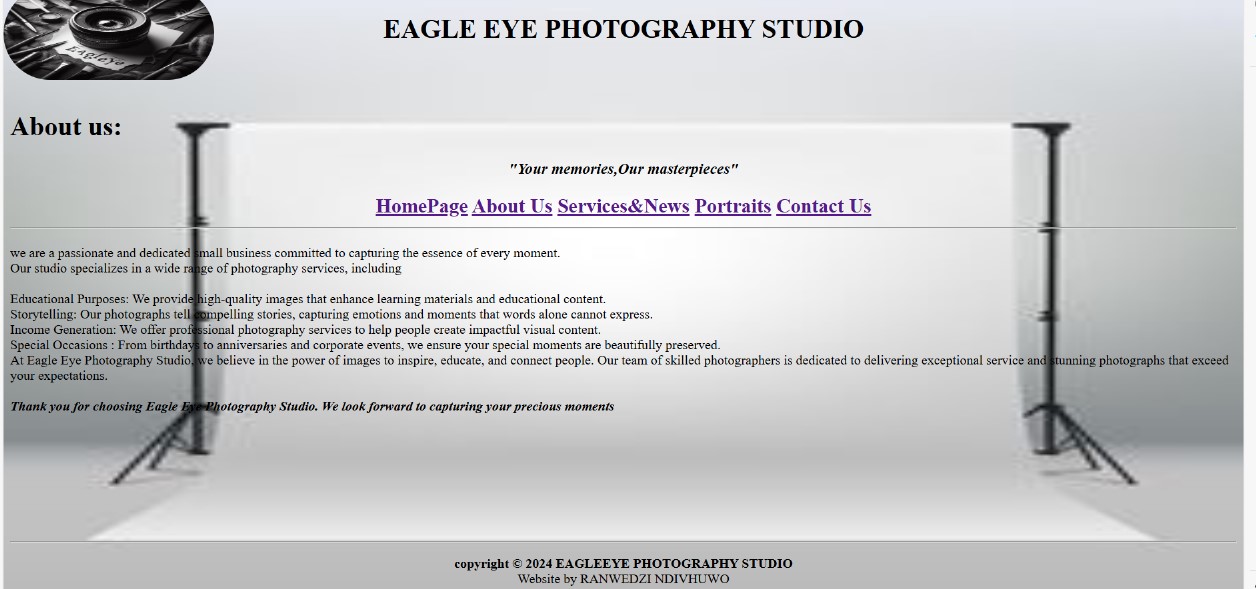 Eagleye
EAGLE EYE PHOTOGRAPHY STUDIO
About us:
"Your memories,Our masterpieces"
HomePage About Us Services&News Portraits Contact Us
we are a passionate and dedicated small business committed to capturing the essence of every moment.
Our studio specializes in a wide range of photography services, including
Educational Purposes: We provide high-quality images that enhance learning materials and educational content.
Storytelling: Our photographs tell compelling stories, capturing emotions and moments that words alone cannot express.
Income Generation: We offer professional photography services to help people create impactful visual content.
Special Occasions : From birthdays to anniversaries and corporate events, we ensure your special moments are beautifully preserved.
At Eagle Eye Photography Studio, we believe in the power of images to inspire, educate, and connect people. Our team of skilled photographers is dedicated to delivering exceptional service and stunning photographs that exceed
your expectations.
Thank you for choosing Eagle Eye Photography Studio. We look forward to capturing your precious moments
copyright © 2024 EAGLEEYE PHOTOGRAPHY STUDIO
Website by RANWEDZI NDIVHUWO